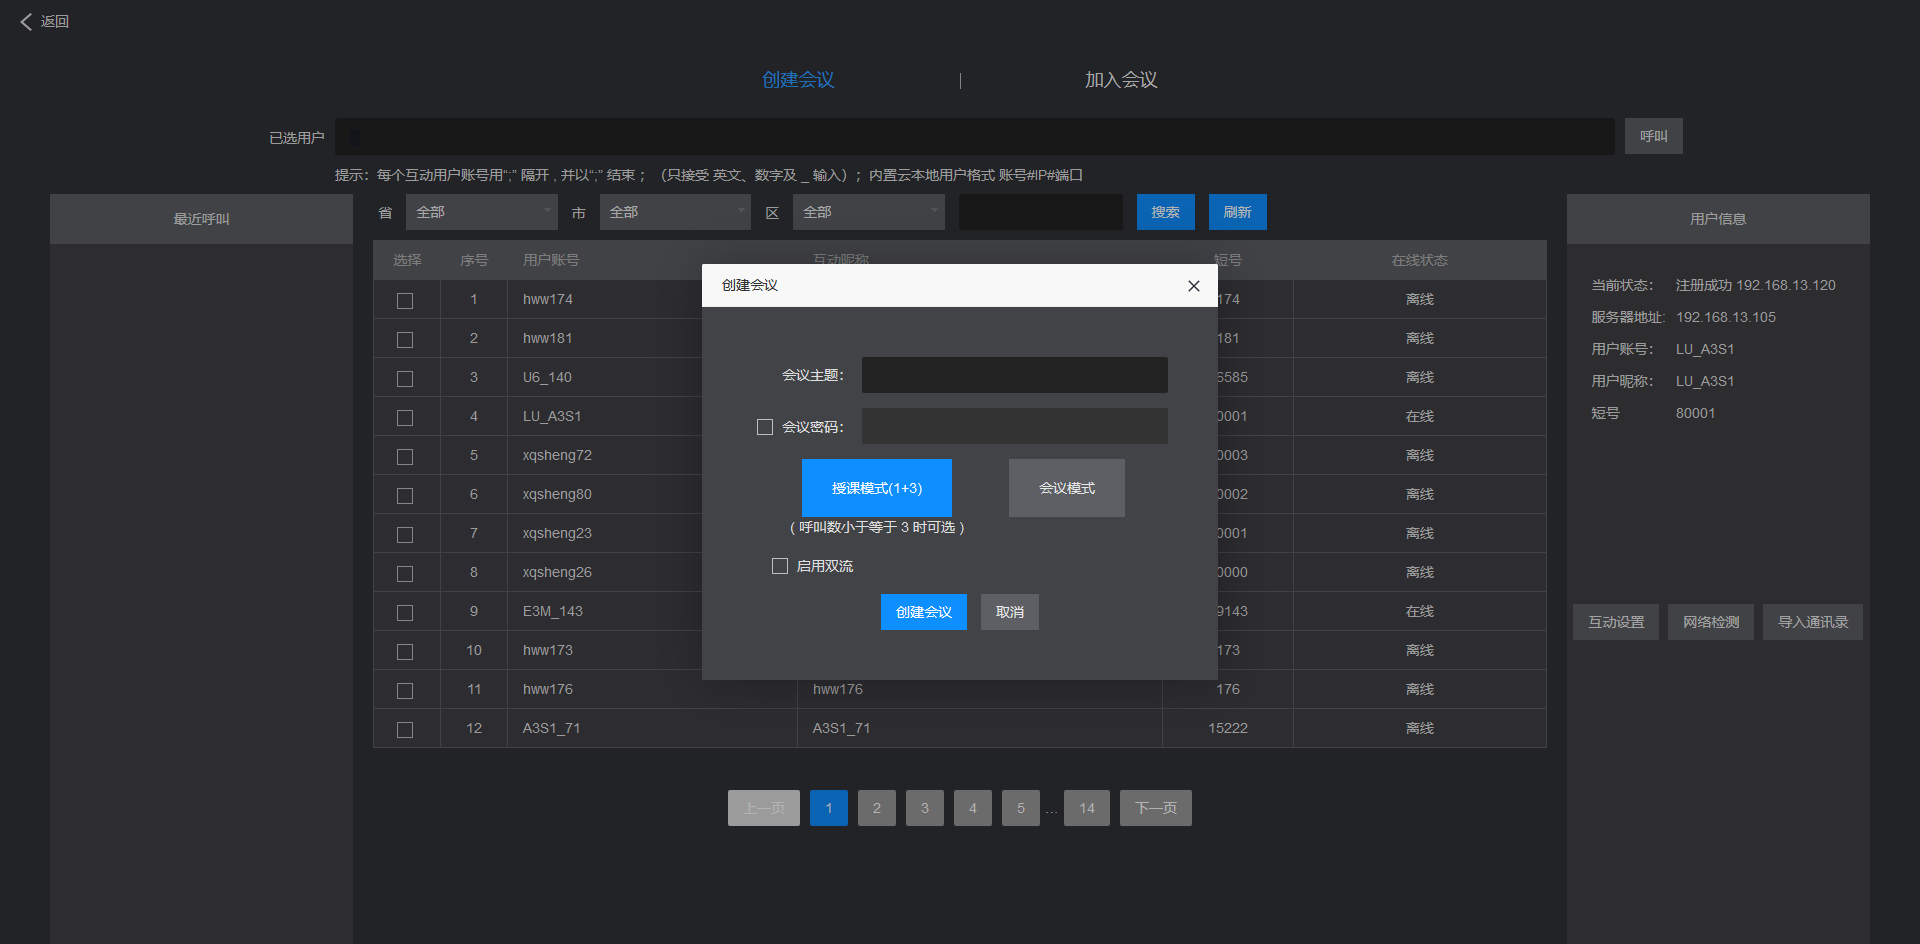 返回
创建会议 | 加入会议
已选用户 呼叫
提示：每个互动用户账号用“;” 隔开，并以“;” 结束；（只接受 英文、数字及 _ 输入）；内置云本地用户格式 账号#IP#端口
最近呼叫
省 全部 市 全部 区 全部 搜索 刷新
选择 序号 用户账号 互动昵称 短号 在线状态
1 hww174 174 离线
2 hww181 181 离线
3 U6_140 6585 离线
4 LU_A3S1 0001 在线
5 xqsheng72 0003 离线
6 xqsheng80 0002 离线
7 xqsheng23 0001 离线
8 xqsheng26 0000 离线
9 E3M_143 9143 在线
10 hww173 173 离线
11 hww176 hww176 176 离线
12 A3S1_71 A3S1_71 15222 离线
上一页 1 2 3 4 5 ... 14 下一页
创建会议
会议主题：
会议密码：
授课模式(1+3) 会议模式
（呼叫数小于等于 3 时可选）
启用双流
创建会议 取消
用户信息
当前状态： 注册成功 192.168.13.120
服务器地址: 192.168.13.105
用户账号： LU_A3S1
用户昵称： LU_A3S1
短号 80001
互动设置 网络检测 导入通讯录